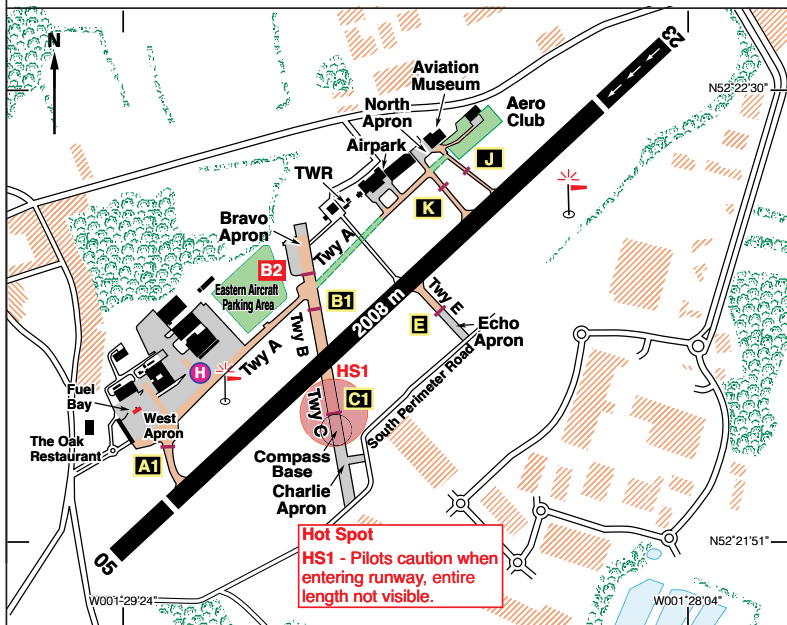 N
23
N52-22'30"
Aviation
Museum
North
Apron
Aero
Club
Airpark
J
TWR
K
Bravo
Apron
Twy A
B2
Eastern Aircraft
Parking Area
B1
2008 m
Twy E
E
Echo
Apron
Twy B
Twy A
H
HS1
C1
Twy C
South Perimeter Road
Fuel
Bay
West
Apron
The Oak
Restaurant
A1
Compass
Base
Charlie
Apron
Hot Spot
HS1 - Pilots caution when
entering runway, entire
length not visible.
05
N52°21'51"
W001°29'24"
W001°28'04"